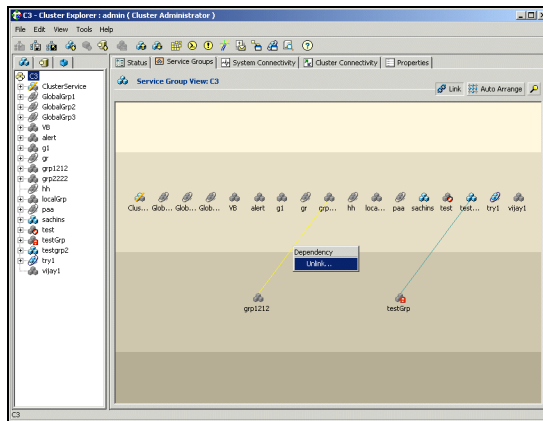 C3 - Cluster Explorer : admin ( Cluster Administrator )
File Edit View Tools Help
Status Service Groups System Connectivity Cluster Connectivity Properties
Service Group View: C3
Link Auto Arrange
C3
ClusterService
GlobalGrp1
GlobalGrp2
GlobalGrp3
VB
alert
g1
gr
grp1212
grp2222
hh
localGrp
paa
sachins
test
testGrp
testgrp2
try1
vijay1
Clus... Glob... Glob... Glob... VB alert g1 gr grp... hh loca... paa sachins test test... try1 vijay1
Dependency
Unlink...
grp1212 testGrp
C3